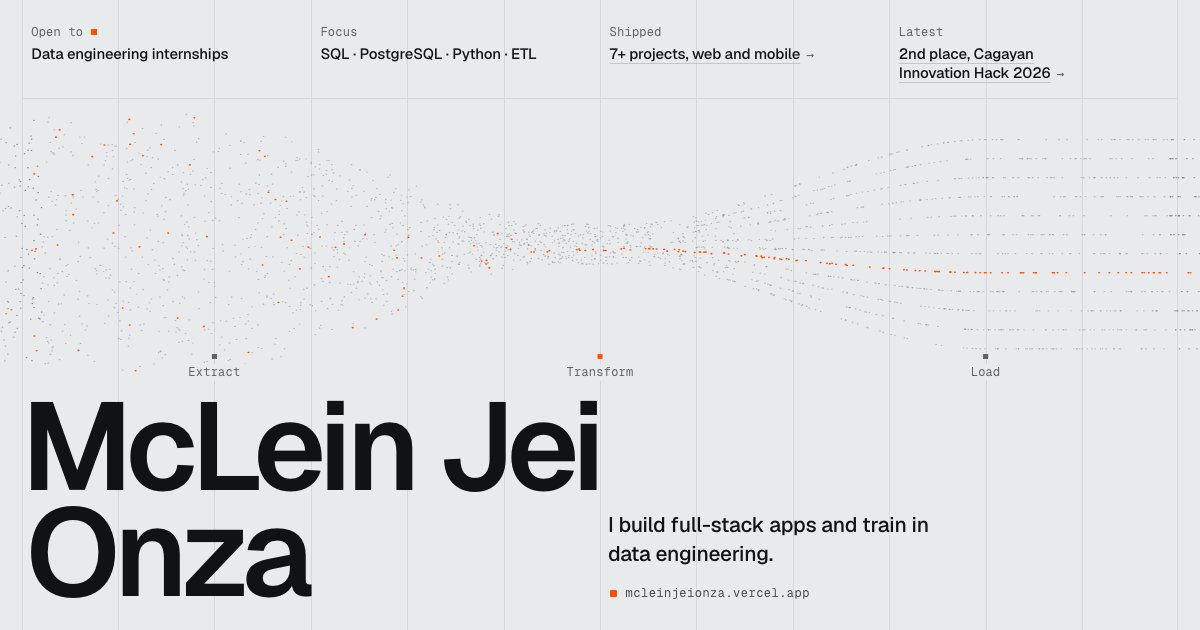 Open to
Data engineering internships
Focus
SQL · PostgreSQL · Python · ETL
Shipped
7+ projects, web and mobile →
Latest
2nd place, Cagayan
Innovation Hack 2026 →
Extract
Transform
Load
McLein Jei
Onza
I build full-stack apps and train in
data engineering.
mcleinjeionza.vercel.app